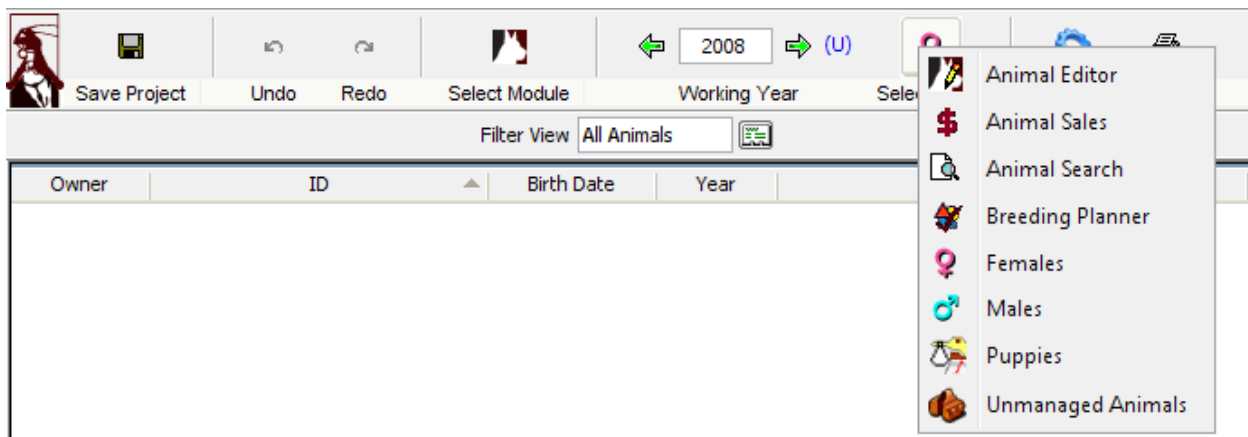 2008
(U)
Save Project
Undo
Redo
Select Module
Working Year
Selec
Filter View
All Animals
Owner
ID
Birth Date
Year
Animal Editor
Animal Sales
Animal Search
Breeding Planner
Females
Males
Puppies
Unmanaged Animals